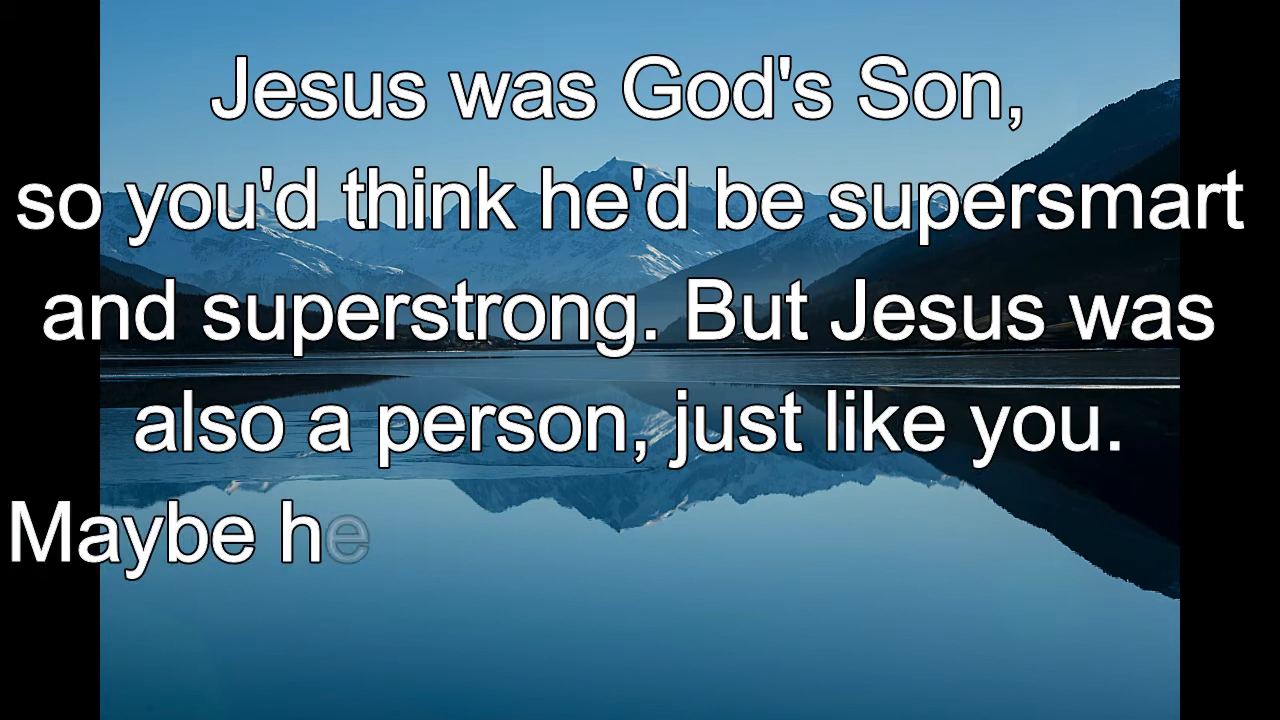 Jesus was God's Son,
so you'd think he'd be supersmart
and superstrong. But Jesus was
also a person, just like you.
Maybe he